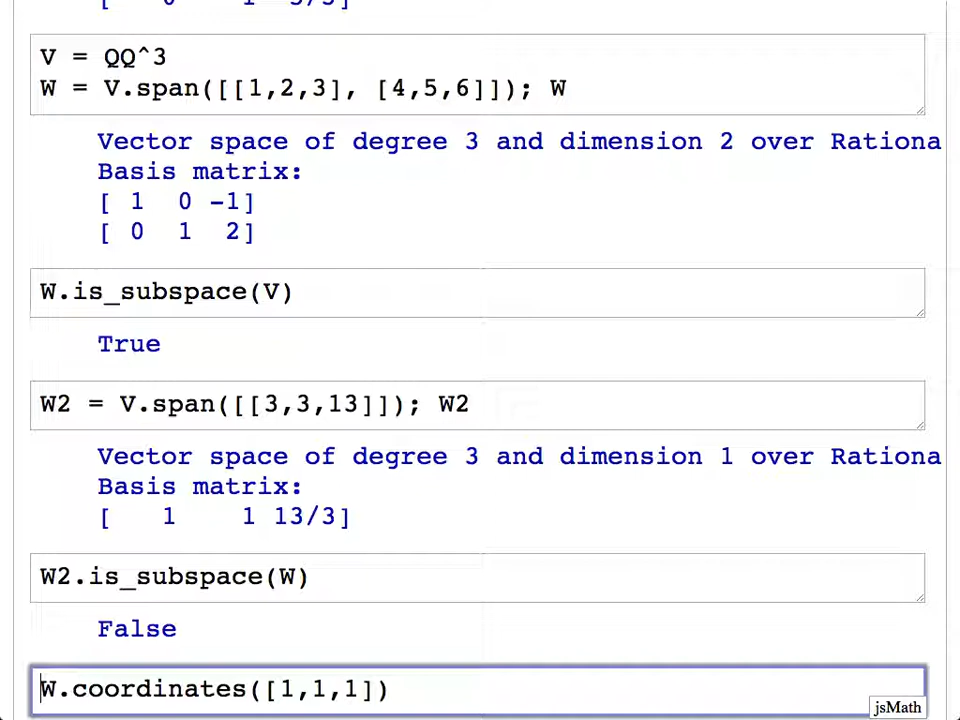 V = QQ^3
W = V.span([[1,2,3], [4,5,6]]); W
Vector space of degree 3 and dimension 2 over Rationa
Basis matrix:
[ 1 0 -1]
[ 0 1 2]
W.is_subspace(V)
True
W2 = V.span([[3,3,13]]); W2
Vector space of degree 3 and dimension 1 over Rationa
Basis matrix:
[ 1 1 13/3]
W2.is_subspace(W)
False
W.coordinates([1,1,1])
jsMath